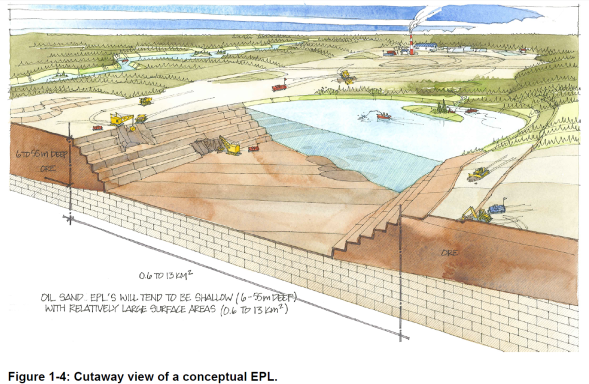 6 TO 55 m DEEP
ORE
ORE
0.6 TO 13 KM²
OIL SAND EPL'S WILL TEND TO BE SHALLOW (6-55m DEEP)
WITH RELATIVELY LARGE SURFACE AREAS (0.6 TO 13 KM²)
Figure 1-4: Cutaway view of a conceptual EPL.